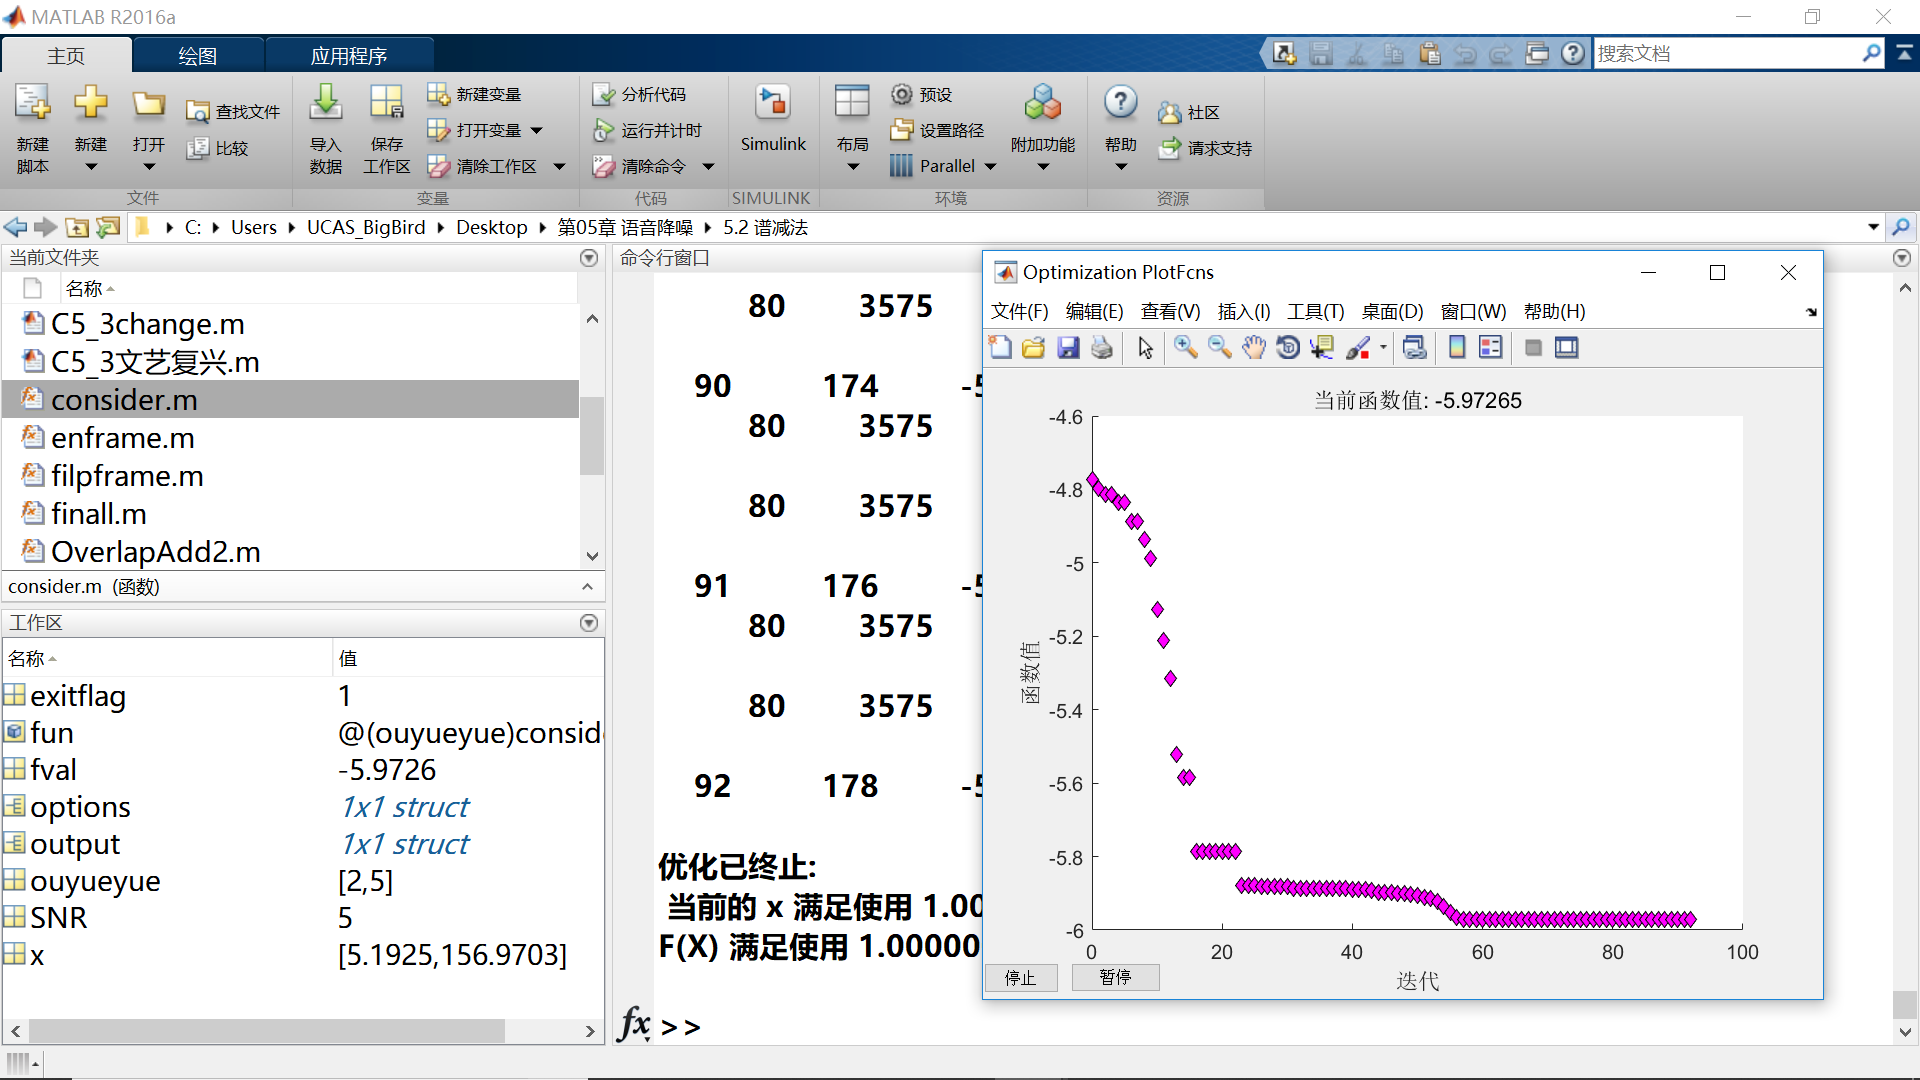 MATLAB R2016a
主页
绘图
应用程序
搜索文档
新建
脚本
新建
打开
查找文件
比较
导入
数据
保存
工作区
新建变量
打开变量
清除工作区
分析代码
运行并计时
清除命令
Simulink
布局
预设
设置路径
Parallel
附加功能
帮助
社区
请求支持
文件
变量
代码
SIMULINK
环境
资源
C: Users UCAS_BigBird Desktop 第05章 语音降噪 5.2 谱减法
当前文件夹
名称
C5_3change.m
C5_3文艺复兴.m
consider.m
enframe.m
filpframe.m
finall.m
OverlapAdd2.m
consider.m (函数)
工作区
名称 值
exitflag 1
fun @(ouyueyue)consid
fval -5.9726
options 1x1 struct
output 1x1 struct
ouyueyue [2,5]
SNR 5
x [5.1925,156.9703]
命令行窗口
80 3575
90 174 -5
80 3575
80 3575
91 176 -5
80 3575
80 3575
92 178 -5
优化已终止:
当前的 x 满足使用 1.00
F(X) 满足使用 1.00000
fx >>
Optimization PlotFcns
文件(F) 编辑(E) 查看(V) 插入(I) 工具(T) 桌面(D) 窗口(W) 帮助(H)
当前函数值: -5.97265
-4.6
-4.8
-5
-5.2
-5.4
-5.6
-5.8
-6
函数值
0 20 40 60 80 100
迭代
停止
暂停